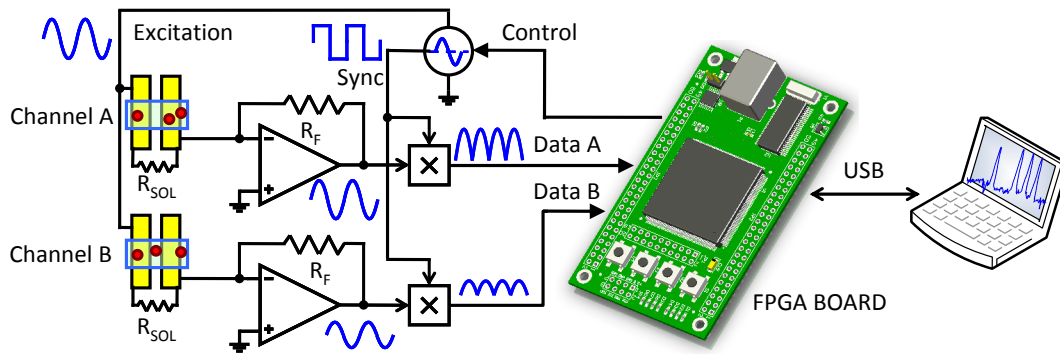 Excitation
Control
Sync
Channel A
R_F
R_SOL
Data A
Data B
USB
Channel B
R_F
R_SOL
FPGA BOARD